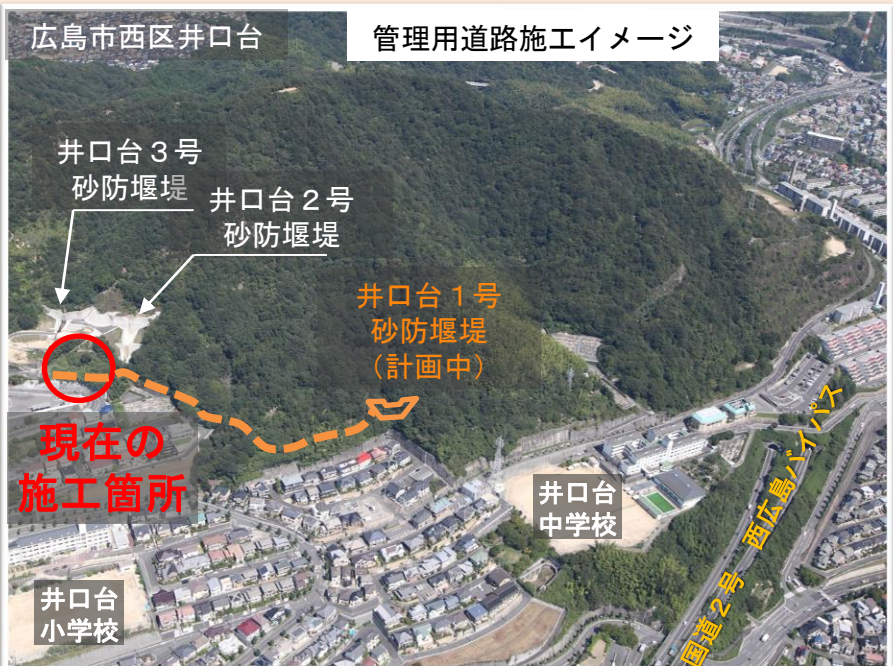 広島市西区井口台
管理用道路施工イメージ
井口台３号
砂防堰堤
井口台２号
砂防堰堤
井口台１号
砂防堰堤
（計画中）
現在の
施工箇所
井口台
中学校
井口台
小学校
国道２号　西広島バイパス